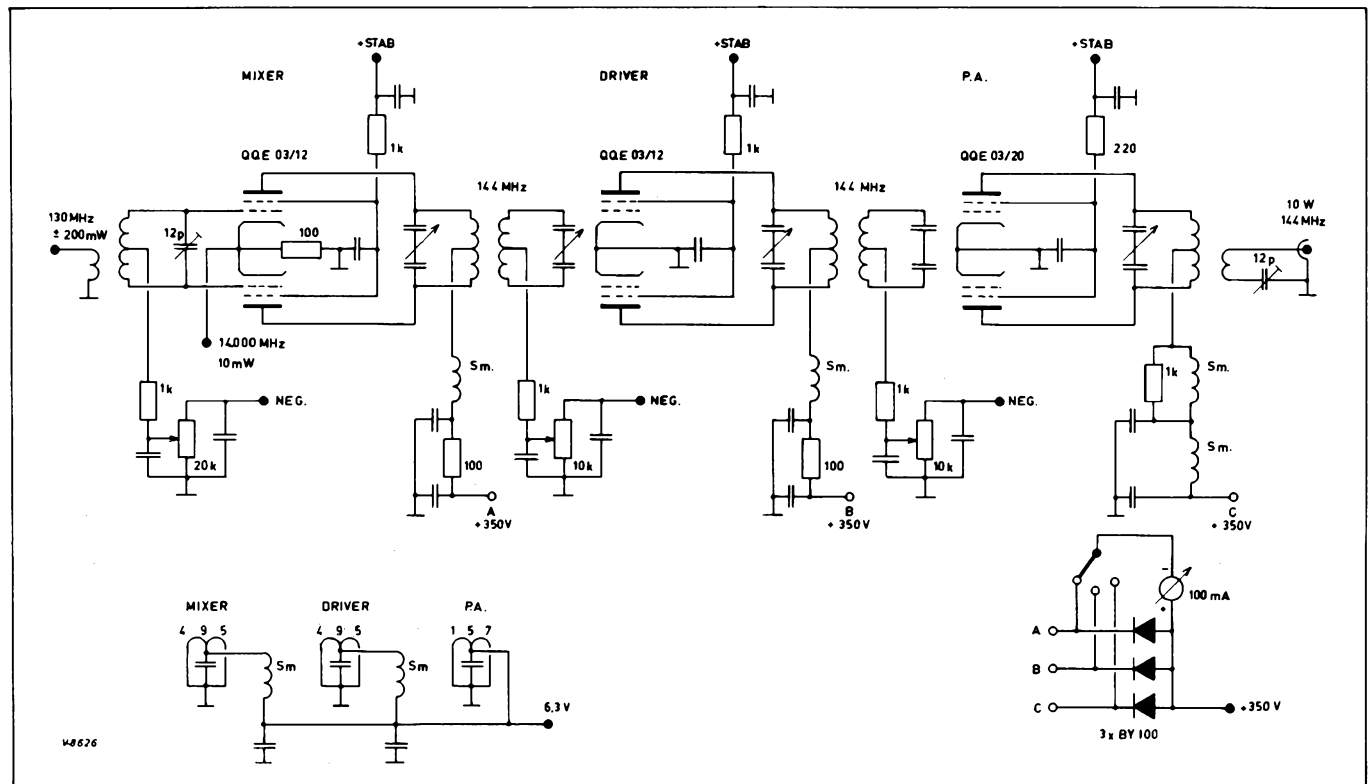 +STAB
+STAB
+STAB
MIXER
DRIVER
P.A.
1k
1k
220
QQE 03/12
QQE 03/12
QQE 03/20
144 MHz
144 MHz
130 MHz
± 200mW
12p
100
10 W
144 MHz
12p
14.000 MHz
10 mW
Sm.
Sm.
Sm.
1k
1k
1k
1k
NEG.
NEG.
NEG.
20k
100
10k
100
10k
Sm.
A
+ 350V
B
+ 350V
C
+ 350V
MIXER
DRIVER
P.A.
4 9 5
4 9 5
1 5 7
Sm
Sm
6,3 V
-
100 mA
+
A
B
C
+ 350 V
3 x BY 100
V-8626